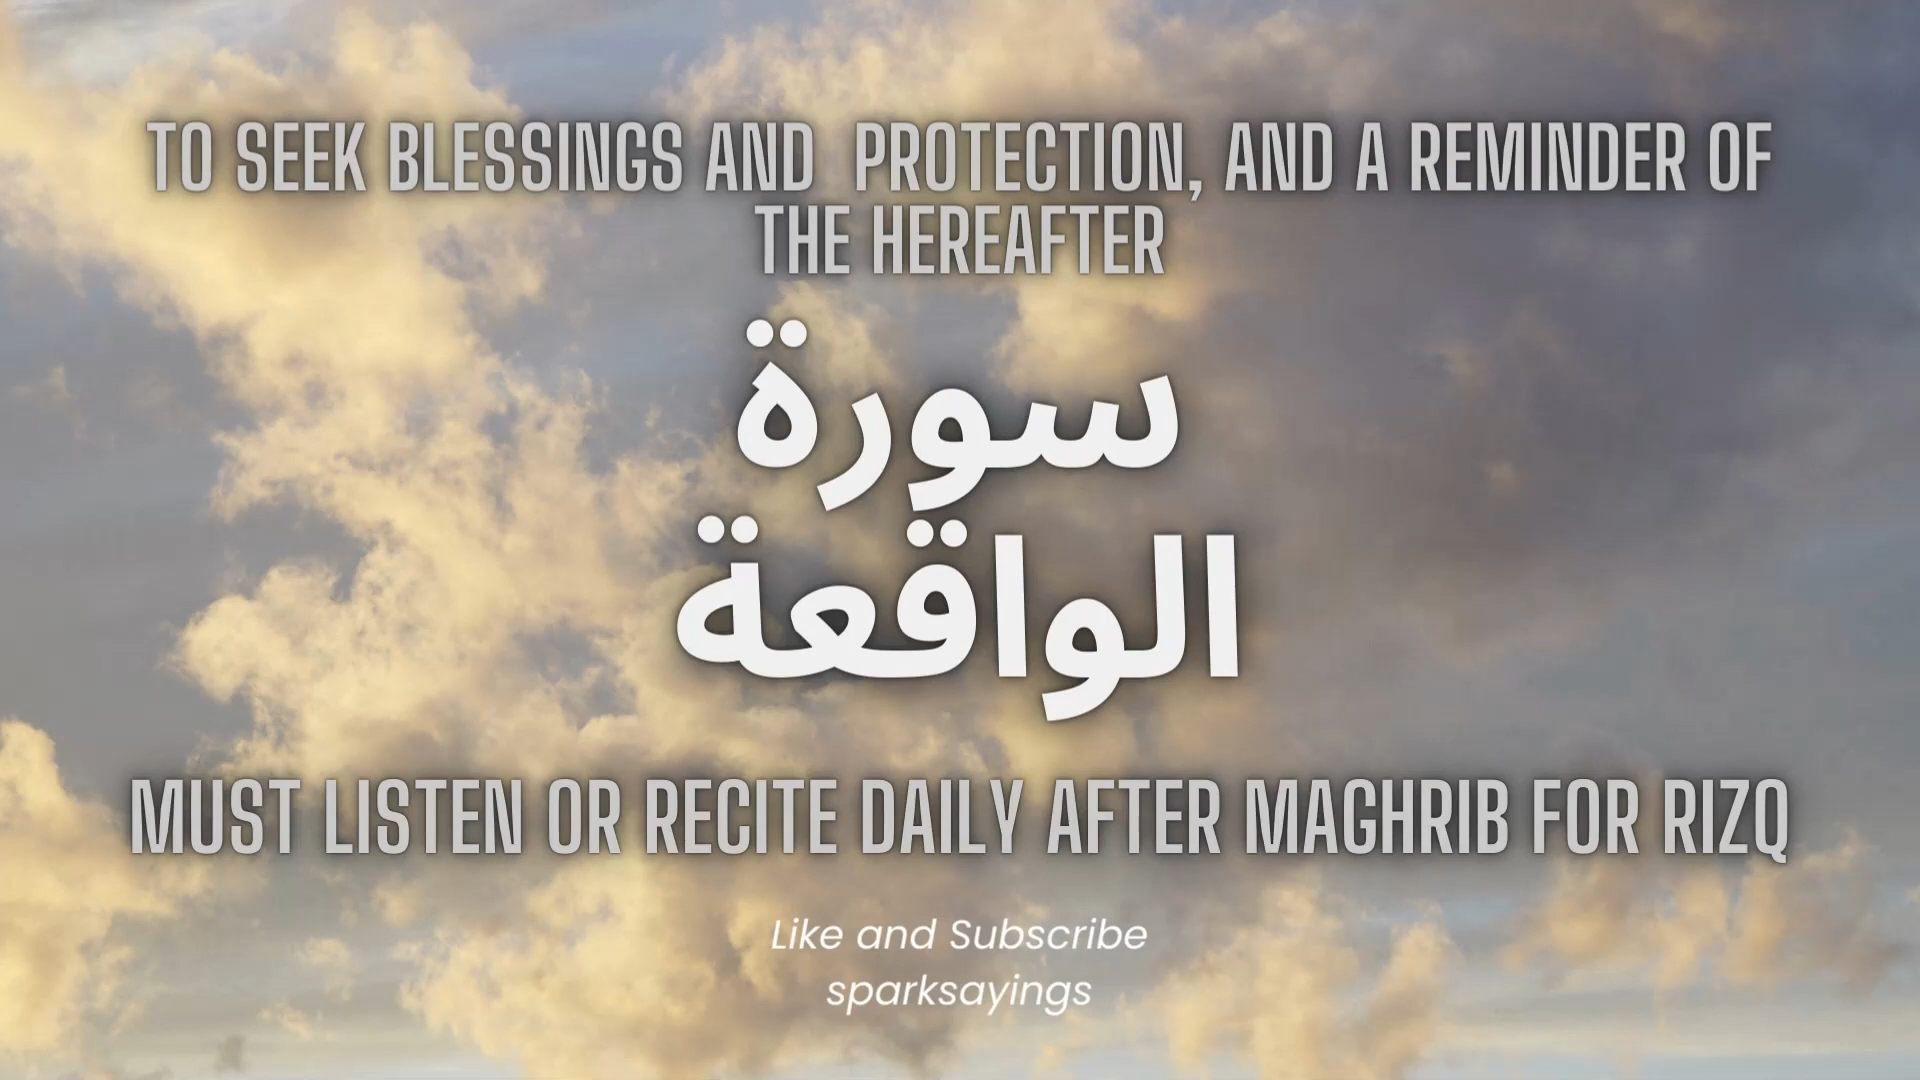 TO SEEK BLESSINGS AND PROTECTION, AND A REMINDER OF
THE HEREAFTER
سورة
الواقعة
MUST LISTEN OR RECITE DAILY AFTER MAGHRIB FOR RIZQ
Like and Subscribe
sparksayings